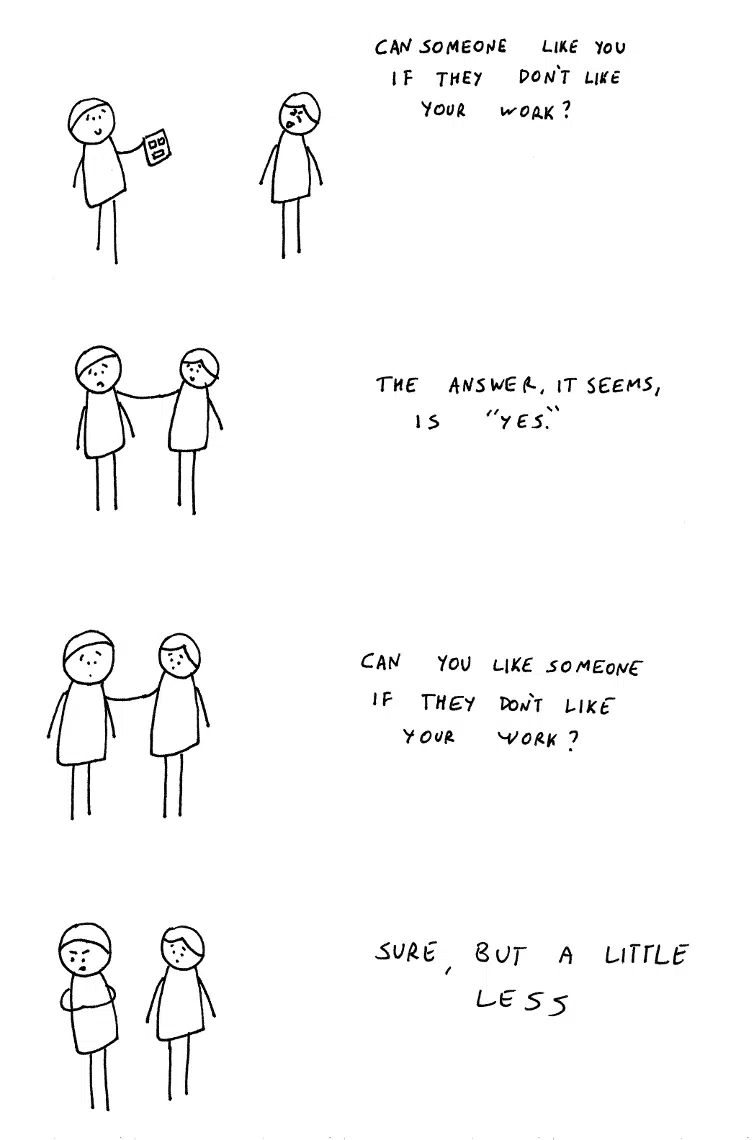 CAN SOMEONE LIKE YOU
IF THEY DON'T LIKE
YOUR WORK?
THE ANSWER, IT SEEMS,
IS "YES."
CAN YOU LIKE SOMEONE
IF THEY DON'T LIKE
YOUR WORK?
SURE, BUT A LITTLE
LESS